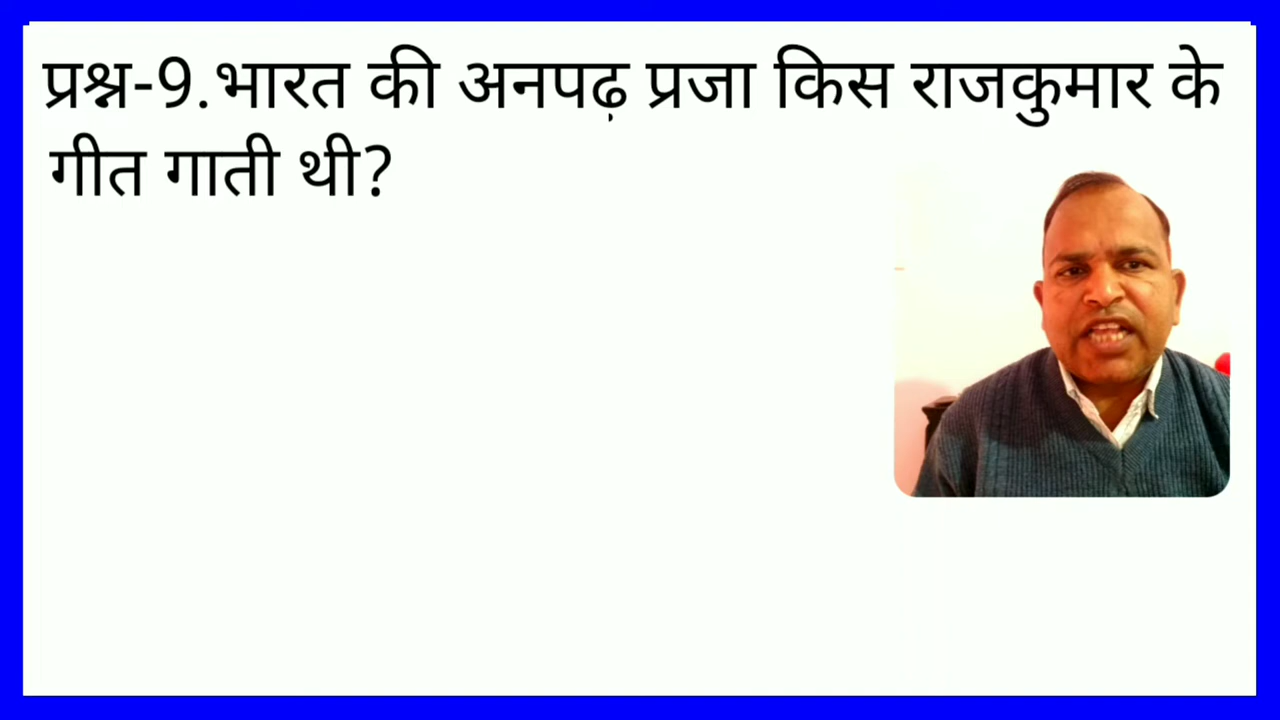 प्रश्न-9.भारत की अनपढ़ प्रजा किस राजकुमार के
गीत गाती थी?